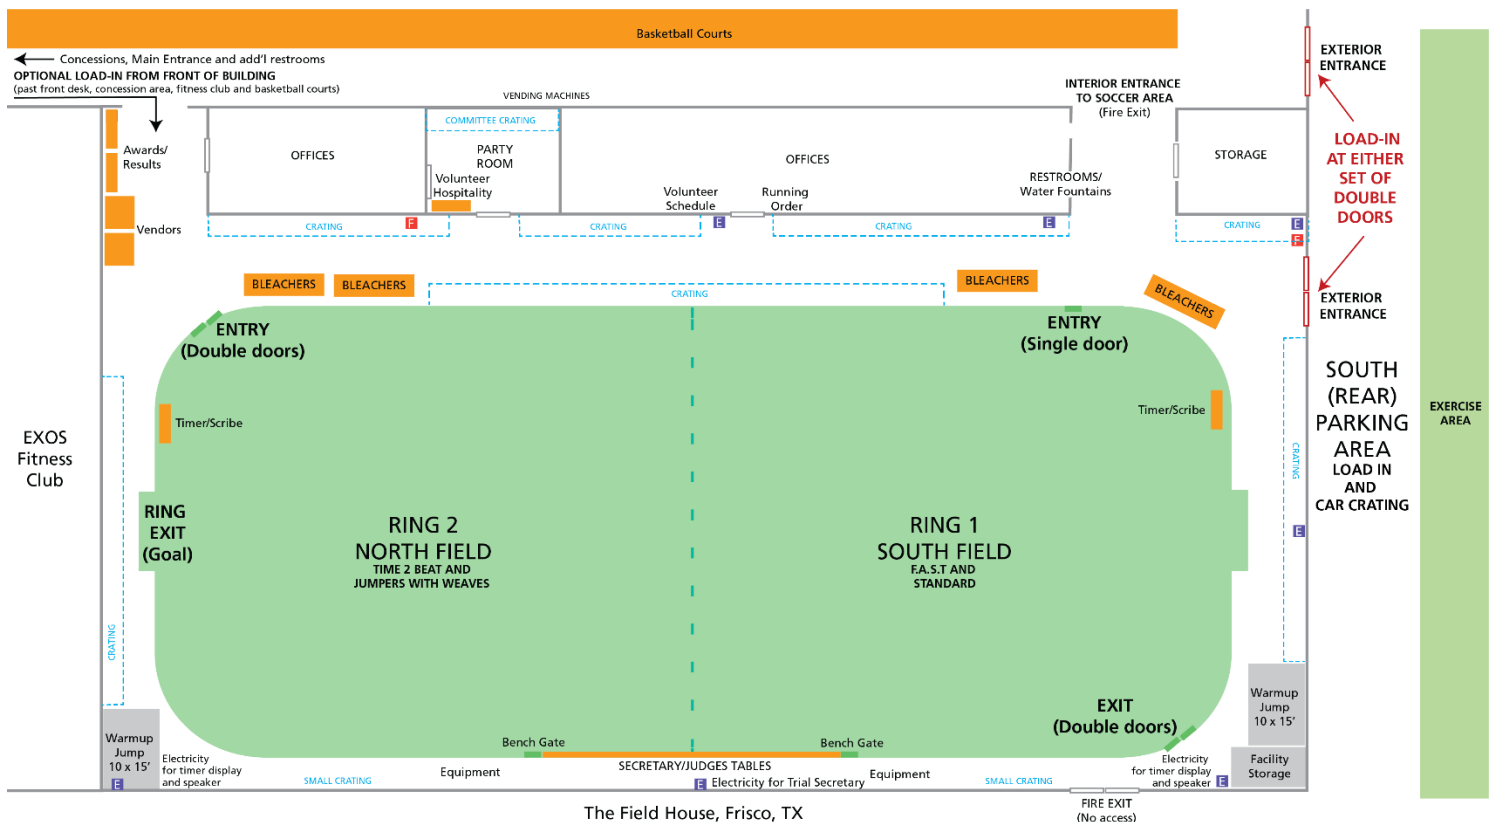 Basketball Courts
Concessions, Main Entrance and add'l restrooms
OPTIONAL LOAD-IN FROM FRONT OF BUILDING
(past front desk, concession area, fitness club and basketball courts)
VENDING MACHINES
INTERIOR ENTRANCE
TO SOCCER AREA
(Fire Exit)
EXTERIOR
ENTRANCE
COMMITTEE CRATING
Awards/
Results
OFFICES
PARTY
ROOM
OFFICES
STORAGE
LOAD-IN
AT EITHER
SET OF
DOUBLE
DOORS
Volunteer
Hospitality
Volunteer
Schedule
Running
Order
RESTROOMS/
Water Fountains
Vendors
CRATING
F
CRATING
E
CRATING
E
CRATING
E
F
BLEACHERS
BLEACHERS
CRATING
BLEACHERS
BLEACHERS
EXTERIOR
ENTRANCE
ENTRY
(Double doors)
ENTRY
(Single door)
Timer/Scribe
Timer/Scribe
SOUTH
(REAR)
PARKING
AREA
LOAD IN
AND
CAR CRATING
EXERCISE
AREA
EXOS
Fitness
Club
CRATING
RING
EXIT
(Goal)
RING 2
NORTH FIELD
TIME 2 BEAT AND
JUMPERS WITH WEAVES
RING 1
SOUTH FIELD
F.A.S.T AND
STANDARD
E
CRATING
EXIT
(Double doors)
Warmup
Jump
10 x 15'
Warmup
Jump
10 x 15'
E
Electricity
for timer display
and speaker
Bench Gate
Bench Gate
SECRETARY/JUDGES TABLES
SMALL CRATING
Equipment
E
Electricity for Trial Secretary
Equipment
SMALL CRATING
Electricity
for timer display
and speaker
E
Facility
Storage
The Field House, Frisco, TX
FIRE EXIT
(No access)